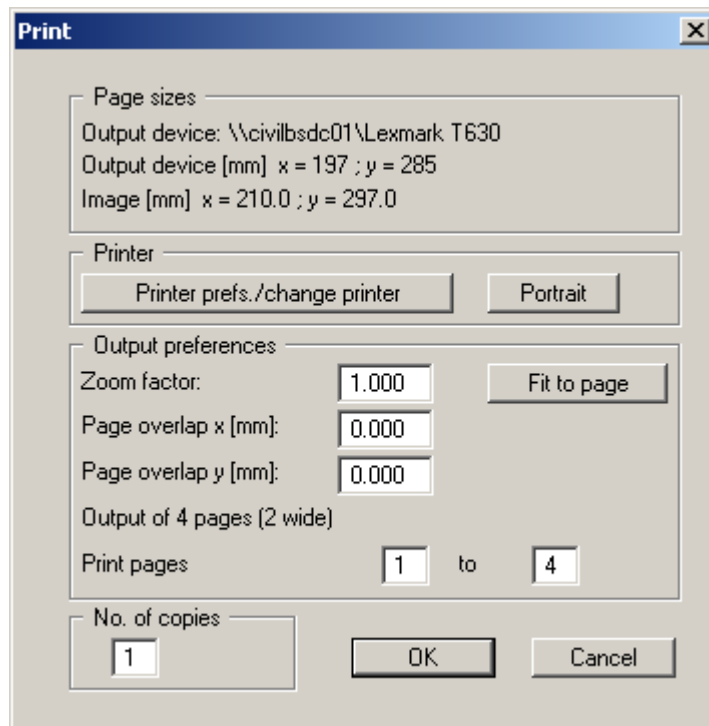 Print
Page sizes
Output device: \\civilbsdc01\Lexmark T630
Output device [mm] x = 197 ; y = 285
Image [mm] x = 210.0 ; y = 297.0
Printer
Printer prefs./change printer Portrait
Output preferences
Zoom factor: 1.000 Fit to page
Page overlap x [mm]: 0.000
Page overlap y [mm]: 0.000
Output of 4 pages (2 wide)
Print pages 1 to 4
No. of copies
1 OK Cancel